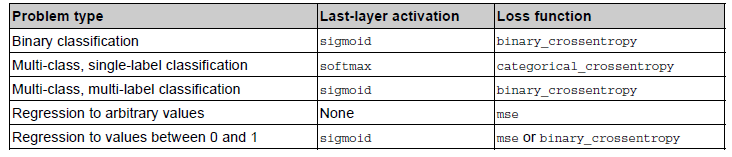 Problem type Last-layer activation Loss function
Binary classification sigmoid binary_crossentropy
Multi-class, single-label classification softmax categorical_crossentropy
Multi-class, multi-label classification sigmoid binary_crossentropy
Regression to arbitrary values None mse
Regression to values between 0 and 1 sigmoid mse or binary_crossentropy